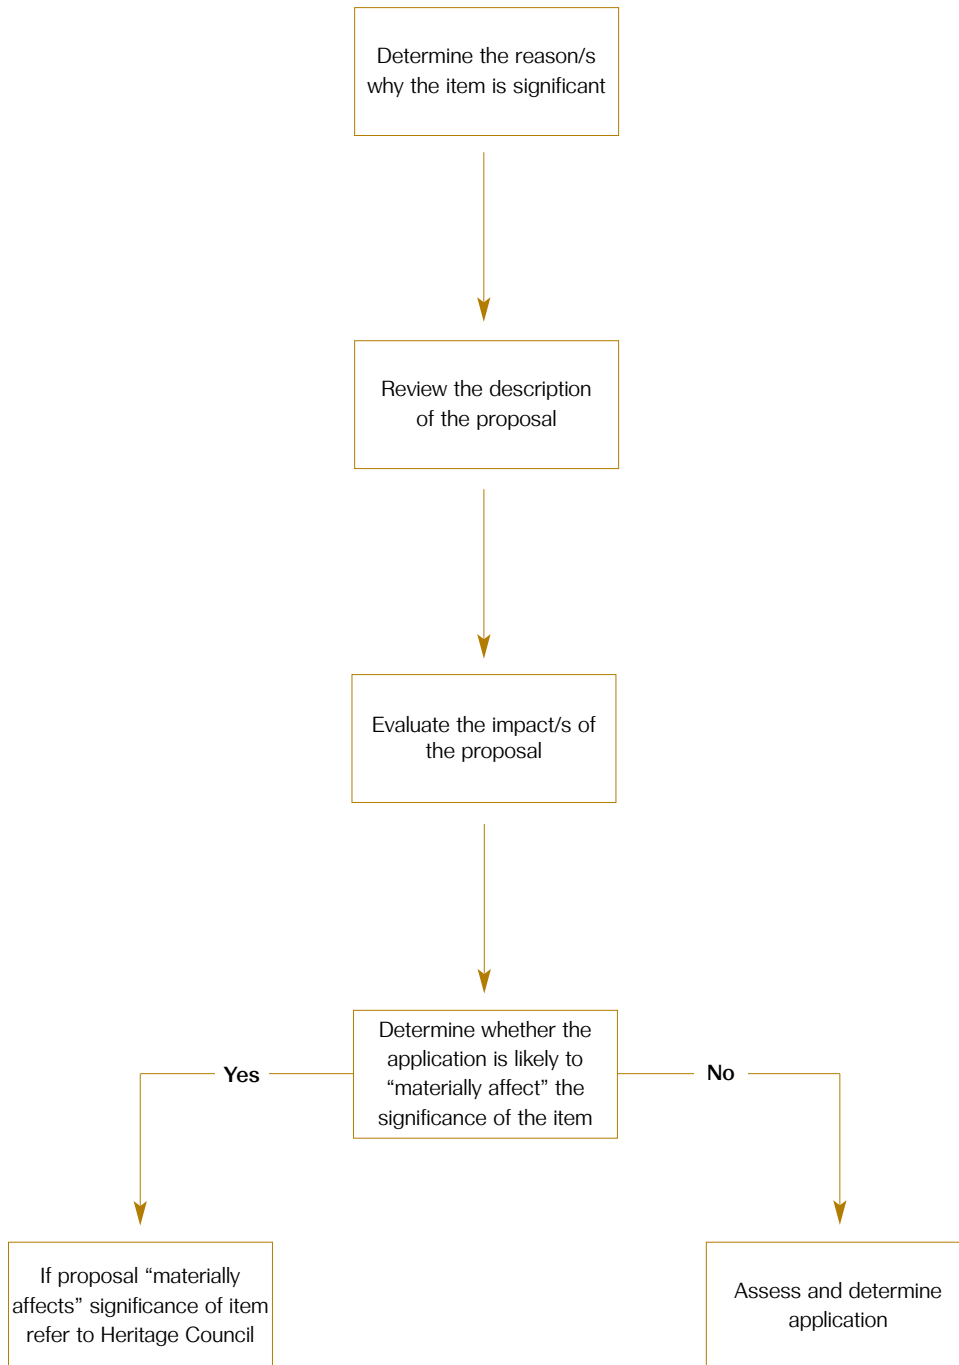 Determine the reason/s
why the item is significant
Review the description
of the proposal
Evaluate the impact/s of
the proposal
Determine whether the
application is likely to
“materially affect” the
significance of the item
Yes
No
If proposal “materially
affects” significance of item
refer to Heritage Council
Assess and determine
application